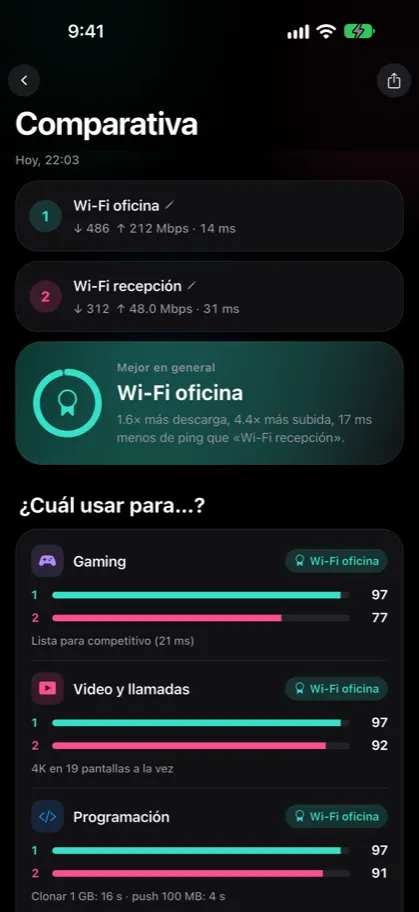 9:41
Comparativa
Hoy, 22:03
1
Wi-Fi oficina
↓ 486 ↑ 212 Mbps · 14 ms
2
Wi-Fi recepción
↓ 312 ↑ 48.0 Mbps · 31 ms
Mejor en general
Wi-Fi oficina
1.6× más descarga, 4.4× más subida, 17 ms
menos de ping que «Wi-Fi recepción».
¿Cuál usar para...?
Gaming
Wi-Fi oficina
1 97
2 77
Lista para competitivo (21 ms)
Video y llamadas
Wi-Fi oficina
1 97
2 92
4K en 19 pantallas a la vez
Programación
Wi-Fi oficina
1 97
2 91
Clonar 1 GB: 16 s · push 100 MB: 4 s